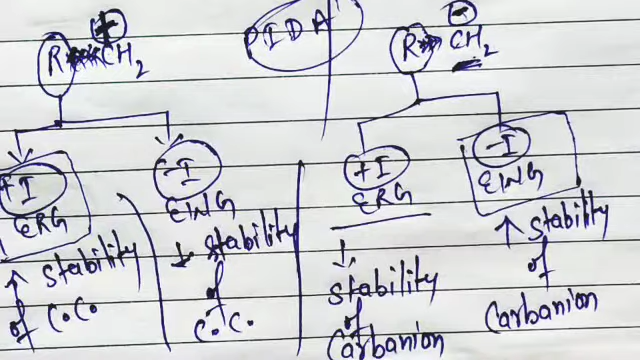 PIDA
R CH2 +
+I
ERG
↑ stability
of C.C.
-I
EWG
↓ stability
of
C.C.
R CH2 -
+I
ERG
↓
stability
of
Carbanion
-I
EWG
↑ stability
of
Carbanion